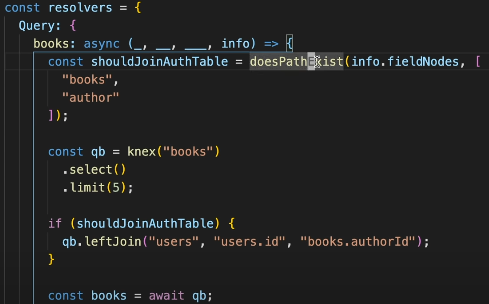 const resolvers = {
  Query: {
    books: async (_, __, ___, info) => {
      const shouldJoinAuthTable = doesPathExist(info.fieldNodes, [
        "books",
        "author"
      ]);

      const qb = knex("books")
        .select()
        .limit(5);

      if (shouldJoinAuthTable) {
        qb.leftJoin("users", "users.id", "books.authorId");
      }

      const books = await qb;